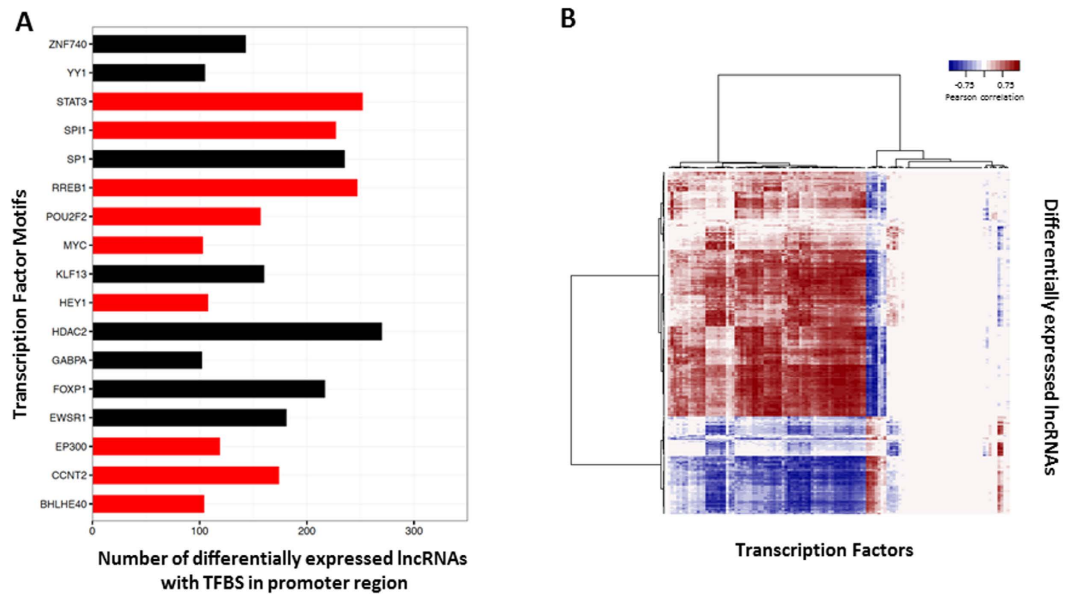 A
Transcription Factor Motifs
ZNF740
YY1
STAT3
SPI1
SP1
RREB1
POU2F2
MYC
KLF13
HEY1
HDAC2
GABPA
FOXP1
EWSR1
EP300
CCNT2
BHLHE40
0 100 200 300
Number of differentially expressed lncRNAs
with TFBS in promoter region
B
-0.75 0.75
Pearson correlation
Differentially expressed lncRNAs
Transcription Factors